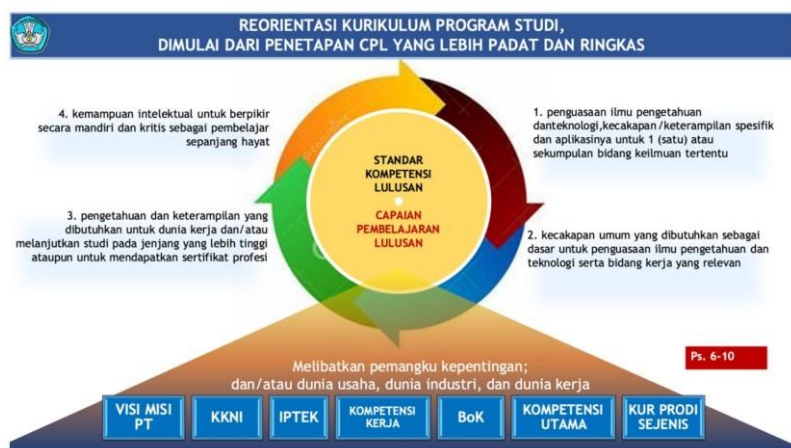 REORIENTASI KURIKULUM PROGRAM STUDI,
DIMULAI DARI PENETAPAN CPL YANG LEBIH PADAT DAN RINGKAS
4. kemampuan intelektual untuk berpikir
secara mandiri dan kritis sebagai pembelajar
sepanjang hayat
1. penguasaan ilmu pengetahuan
danteknologi,kecakapan/keterampilan spesifik
dan aplikasinya untuk 1 (satu) atau
sekumpulan bidang keilmuan tertentu
STANDAR
KOMPETENSI
LULUSAN
CAPAIAN
PEMBELAJARAN
LULUSAN
3. pengetahuan dan keterampilan yang
dibutuhkan untuk dunia kerja dan/atau
melanjutkan studi pada jenjang yang lebih tinggi
ataupun untuk mendapatkan sertifikat profesi
2. kecakapan umum yang dibutuhkan sebagai
dasar untuk penguasaan ilmu pengetahuan dan
teknologi serta bidang kerja yang relevan
Ps. 6-10
Melibatkan pemangku kepentingan;
dan/atau dunia usaha, dunia industri, dan dunia kerja
VISI MISI
PT
KKNI
IPTEK
KOMPETENSI
KERJA
BoK
KOMPETENSI
UTAMA
KUR PRODI
SEJENIS